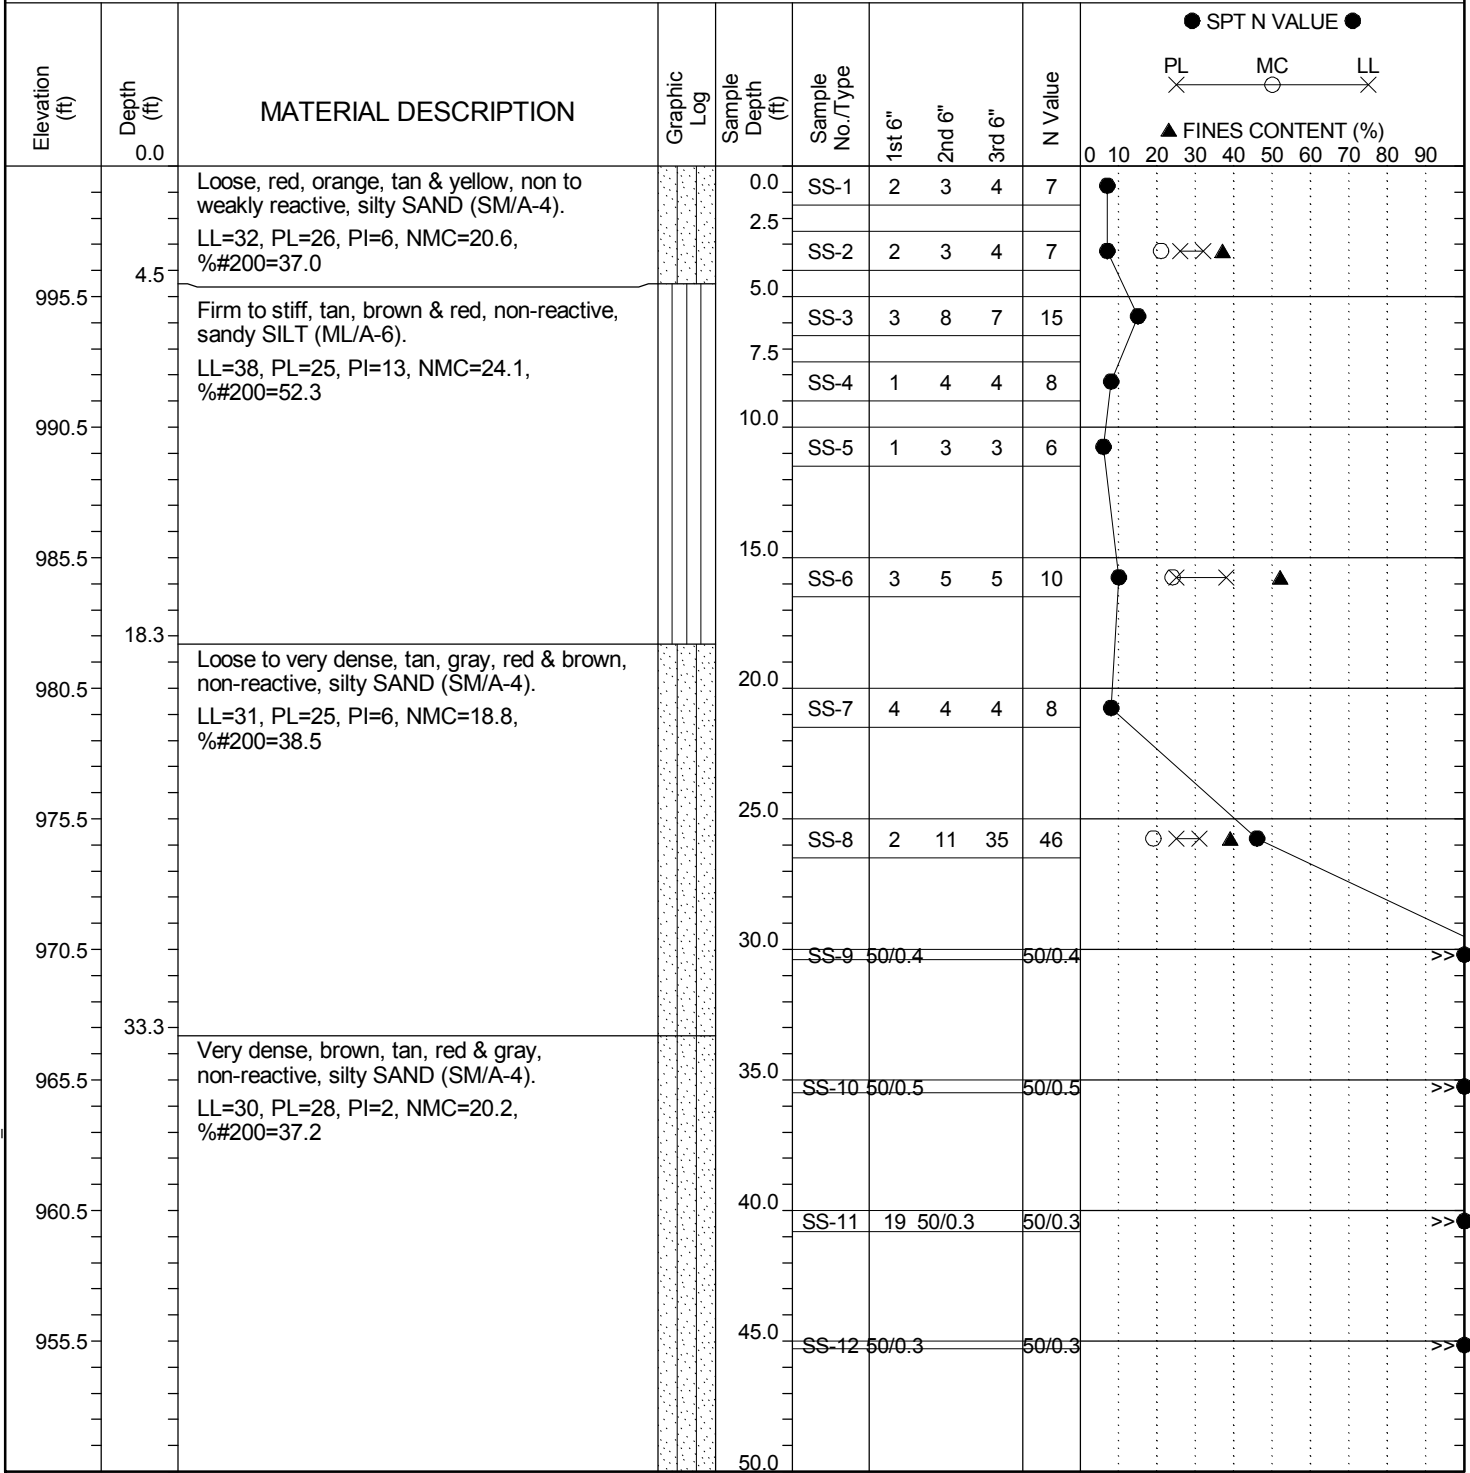 ● SPT N VALUE ●
PL MC LL
▲ FINES CONTENT (%)
0 10 20 30 40 50 60 70 80 90
Elevation
(ft)
Depth
(ft)
0.0
MATERIAL DESCRIPTION
Graphic
Log
Sample
Depth
(ft)
Sample
No./Type
1st 6"
2nd 6"
3rd 6"
N Value
Loose, red, orange, tan & yellow, non to
weakly reactive, silty SAND (SM/A-4).
LL=32, PL=26, PI=6, NMC=20.6,
%#200=37.0
4.5
Firm to stiff, tan, brown & red, non-reactive,
sandy SILT (ML/A-6).
LL=38, PL=25, PI=13, NMC=24.1,
%#200=52.3
18.3
Loose to very dense, tan, gray, red & brown,
non-reactive, silty SAND (SM/A-4).
LL=31, PL=25, PI=6, NMC=18.8,
%#200=38.5
33.3
Very dense, brown, tan, red & gray,
non-reactive, silty SAND (SM/A-4).
LL=30, PL=28, PI=2, NMC=20.2,
%#200=37.2
995.5
990.5
985.5
980.5
975.5
970.5
965.5
960.5
955.5
0.0
2.5
5.0
7.5
10.0
15.0
20.0
25.0
30.0
35.0
40.0
45.0
50.0
SS-1 2 3 4 7
SS-2 2 3 4 7
SS-3 3 8 7 15
SS-4 1 4 4 8
SS-5 1 3 3 6
SS-6 3 5 5 10
SS-7 4 4 4 8
SS-8 2 11 35 46
SS-9 50/0.4 50/0.4 >>
SS-10 50/0.5 50/0.5 >>
SS-11 19 50/0.3 50/0.3 >>
SS-12 50/0.3 50/0.3 >>